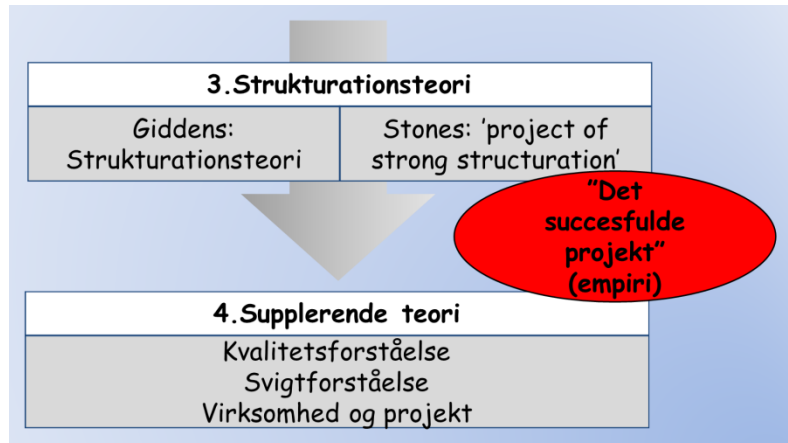 3.Strukturationsteori
Giddens:
Strukturationsteori
Stones: ’project of
strong structuration’
”Det
succesfulde
projekt”
(empiri)
4.Supplerende teori
Kvalitetsforståelse
Svigtforståelse
Virksomhed og projekt